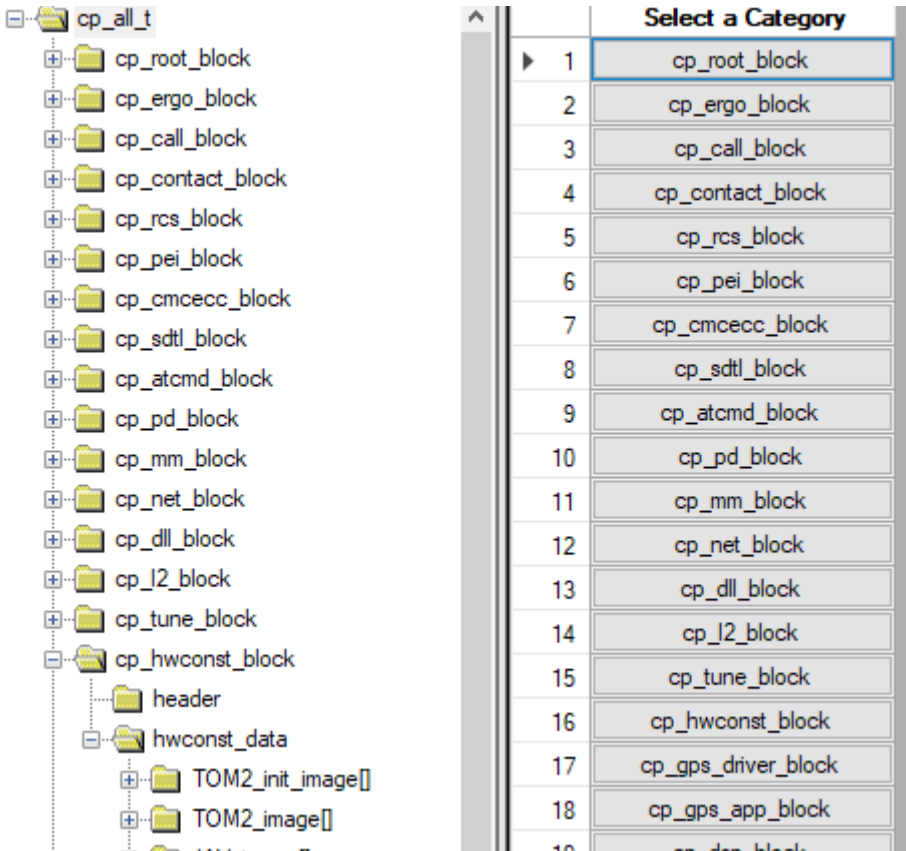 cp_all_t
cp_root_block
cp_ergo_block
cp_call_block
cp_contact_block
cp_rcs_block
cp_pei_block
cp_cmcecc_block
cp_sdtl_block
cp_atcmd_block
cp_pd_block
cp_mm_block
cp_net_block
cp_dll_block
cp_l2_block
cp_tune_block
cp_hwconst_block
header
hwconst_data
TOM2_init_image[]
TOM2_image[]
Select a Category
1 cp_root_block
2 cp_ergo_block
3 cp_call_block
4 cp_contact_block
5 cp_rcs_block
6 cp_pei_block
7 cp_cmcecc_block
8 cp_sdtl_block
9 cp_atcmd_block
10 cp_pd_block
11 cp_mm_block
12 cp_net_block
13 cp_dll_block
14 cp_l2_block
15 cp_tune_block
16 cp_hwconst_block
17 cp_gps_driver_block
18 cp_gps_app_block
19 cp_dsp_block